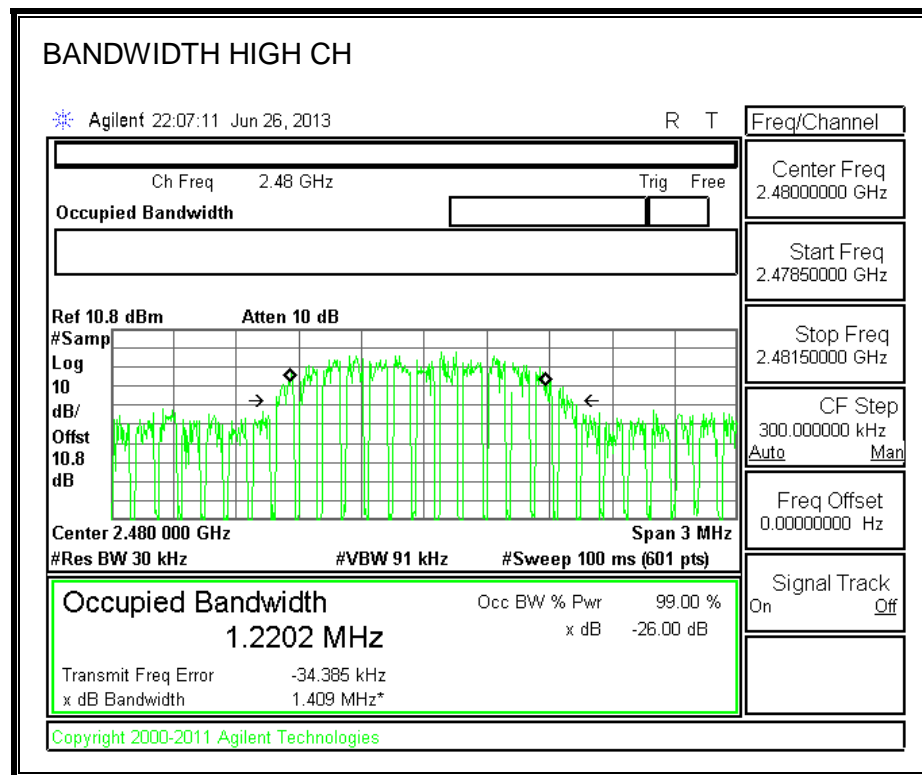 BANDWIDTH HIGH CH
Agilent 22:07:11 Jun 26, 2013 R T
Freq/Channel
Ch Freq 2.48 GHz Trig Free
Occupied Bandwidth
Center Freq
2.48000000 GHz
Start Freq
2.47850000 GHz
Stop Freq
2.48150000 GHz
CF Step
300.000000 kHz
Auto Man
Freq Offset
0.00000000 Hz
Signal Track
On Off
Ref 10.8 dBm Atten 10 dB
#Samp
Log
10
dB/
Offst
10.8
dB
Center 2.480 000 GHz Span 3 MHz
#Res BW 30 kHz #VBW 91 kHz #Sweep 100 ms (601 pts)
Occupied Bandwidth Occ BW % Pwr 99.00 %
1.2202 MHz x dB -26.00 dB
Transmit Freq Error -34.385 kHz
x dB Bandwidth 1.409 MHz*
Copyright 2000-2011 Agilent Technologies